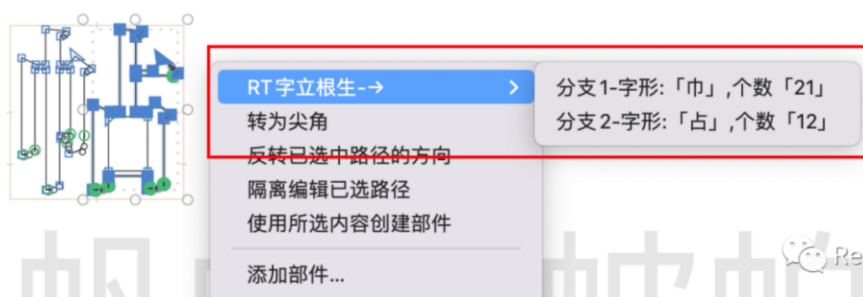 RT字立根生-→
分支1-字形:「巾」,个数「21」
分支2-字形:「占」,个数「12」
转为尖角
反转已选中路径的方向
隔离编辑已选路径
使用所选内容创建部件
添加部件...
帆
帕
Re